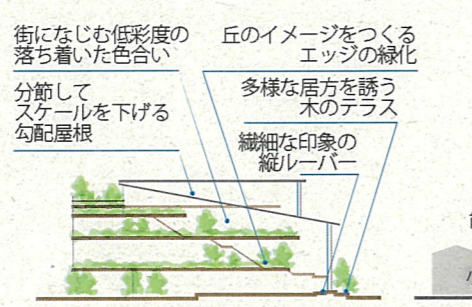 街になじむ低彩度の
落ち着いた色合い
分節して
スケールを下げる
勾配屋根
丘のイメージをつくる
エッジの緑化
多様な居方を誘う
木のテラス
繊細な印象の
縦ルーバー